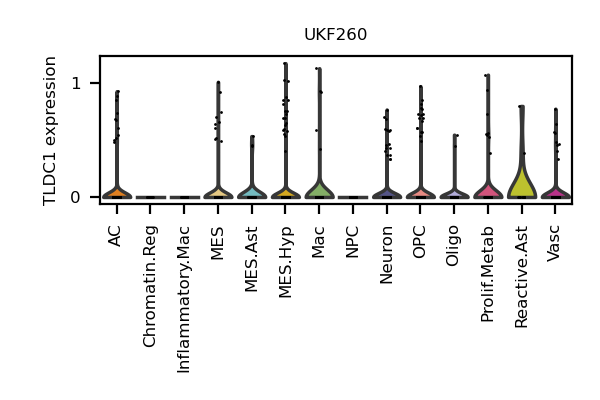 UKF260
TLDC1 expression
1
0
AC
Chromatin.Reg
Inflammatory.Mac
MES
MES.Ast
MES.Hyp
Mac
NPC
Neuron
OPC
Oligo
Prolif.Metab
Reactive.Ast
Vasc